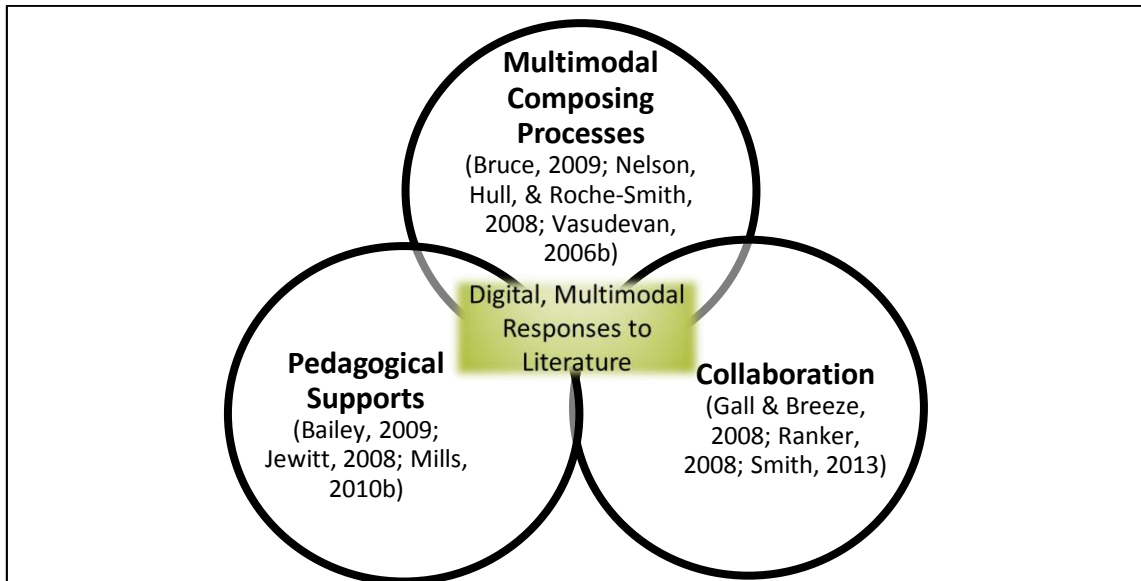 Multimodal
Composing
Processes
(Bruce, 2009; Nelson,
Hull, & Roche-Smith,
2008; Vasudevan,
2006b)
Digital, Multimodal
Responses to
Literature
Pedagogical
Supports
(Bailey, 2009;
Jewitt, 2008; Mills,
2010b)
Collaboration
(Gall & Breeze,
2008; Ranker,
2008; Smith, 2013)